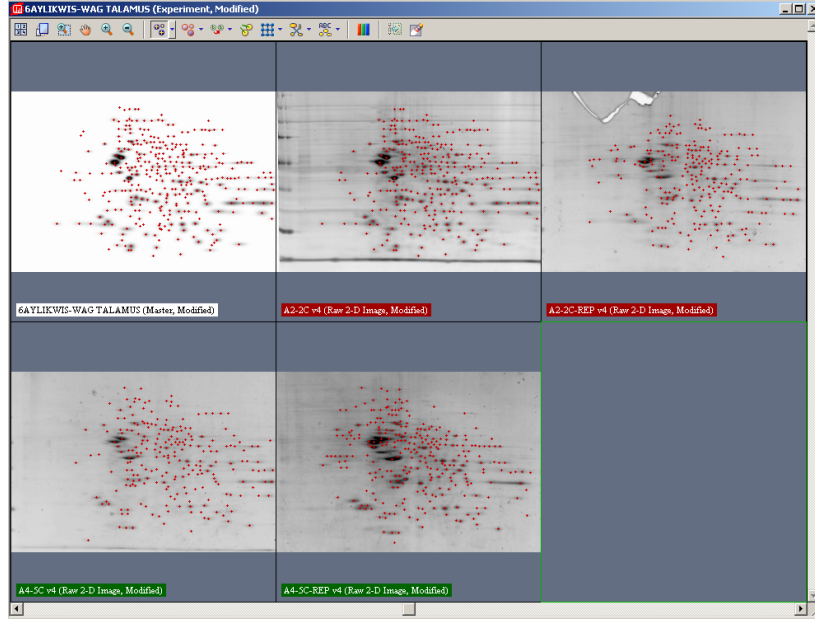 6AYLIKWIS-WAG TALAMUS (Experiment, Modified)
ABC
6AYLIKWIS-WAG TALAMUS (Master, Modified)
A2-2C v4 (Raw 2-D Image, Modified)
A2-2C-REP v4 (Raw 2-D Image, Modified)
A4-5C v4 (Raw 2-D Image, Modified)
A4-5C-REP v4 (Raw 2-D Image, Modified)